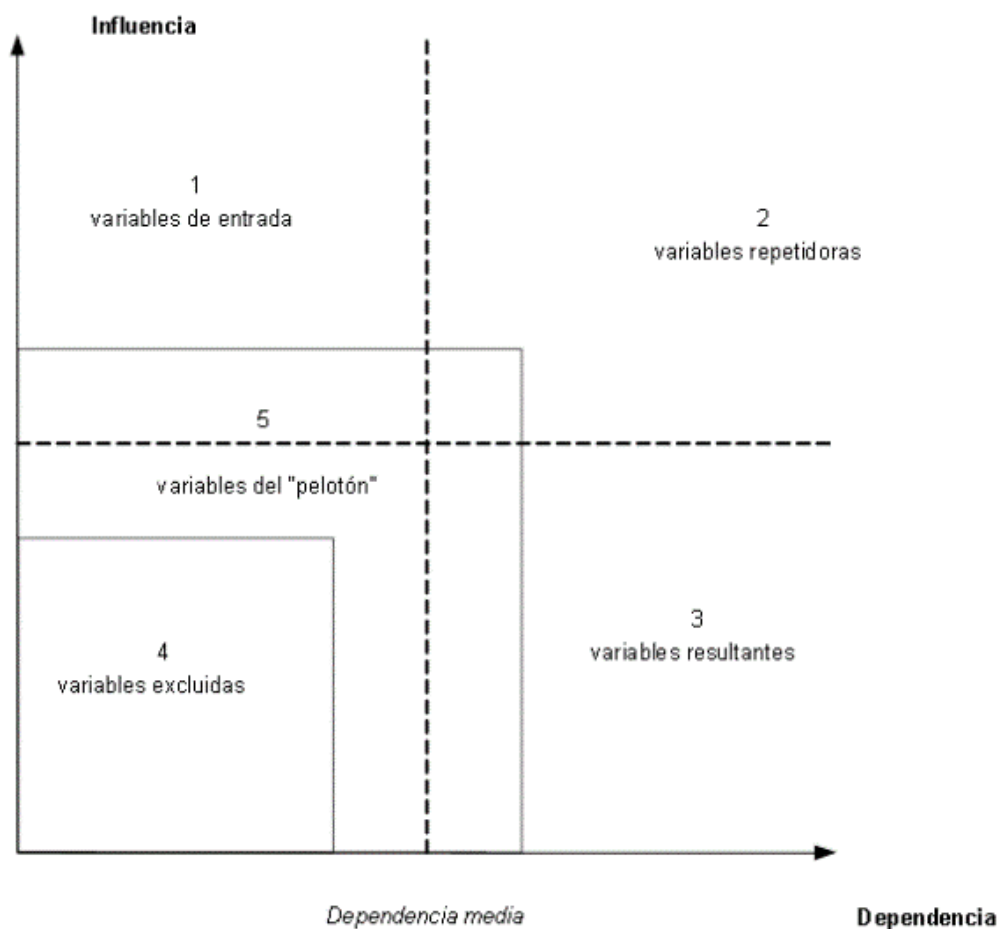 Influencia
1
variables de entrada
2
variables repetidoras
5
variables del "pelotón"
3
variables resultantes
4
variables excluidas
Dependencia media
Dependencia